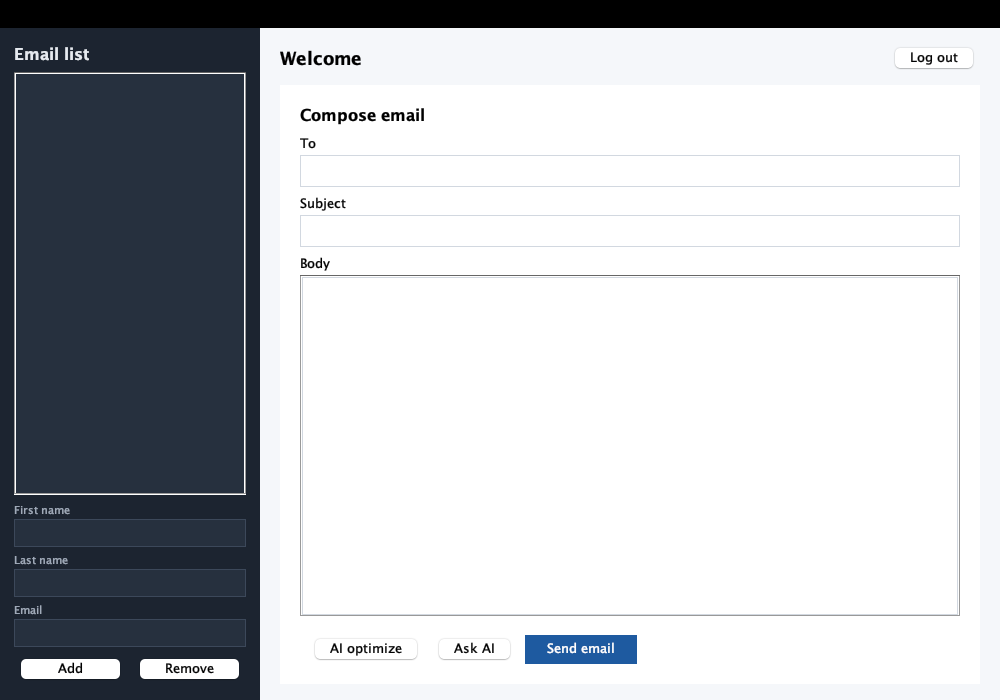 Email list
First name
Last name
Email
Add
Remove
Welcome
Log out
Compose email
To
Subject
Body
AI optimize
Ask AI
Send email